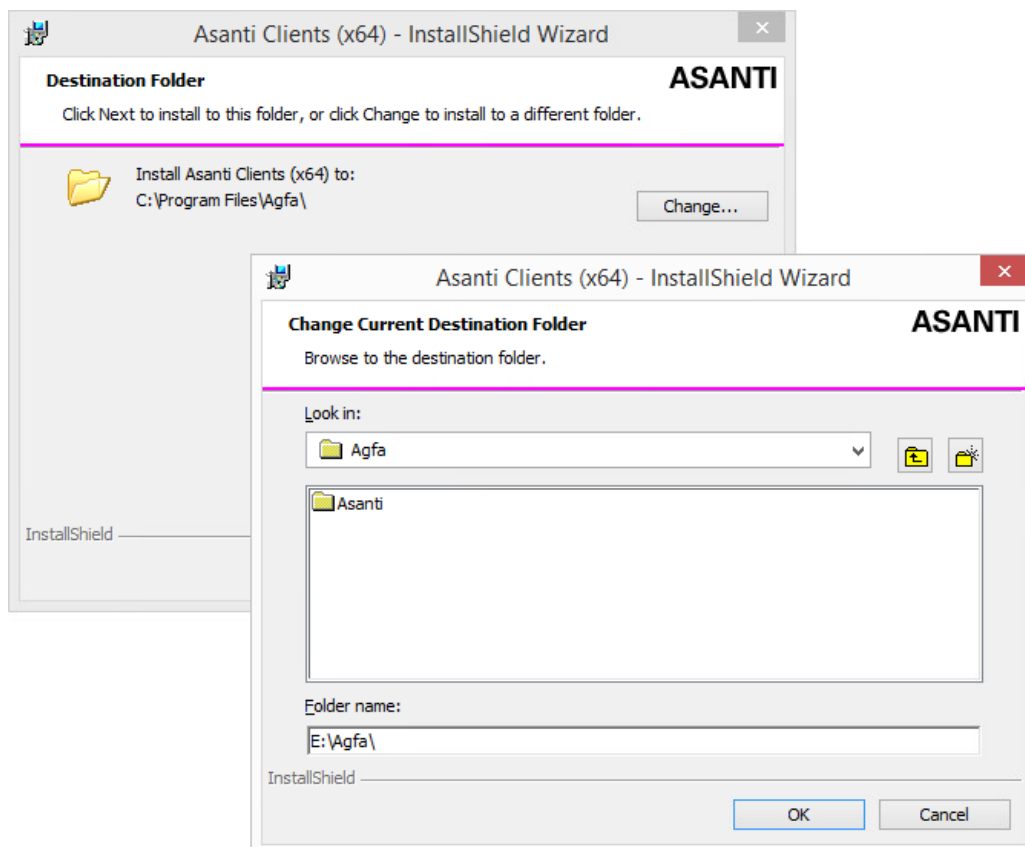 Asanti Clients (x64) - InstallShield Wizard
Destination Folder
ASANTI
Click Next to install to this folder, or click Change to install to a different folder.
Install Asanti Clients (x64) to:
C:\Program Files\Agfa\
Change...
InstallShield
Asanti Clients (x64) - InstallShield Wizard
Change Current Destination Folder
ASANTI
Browse to the destination folder.
Look in:
Agfa
Asanti
Folder name:
E:\Agfa\
InstallShield
OK
Cancel